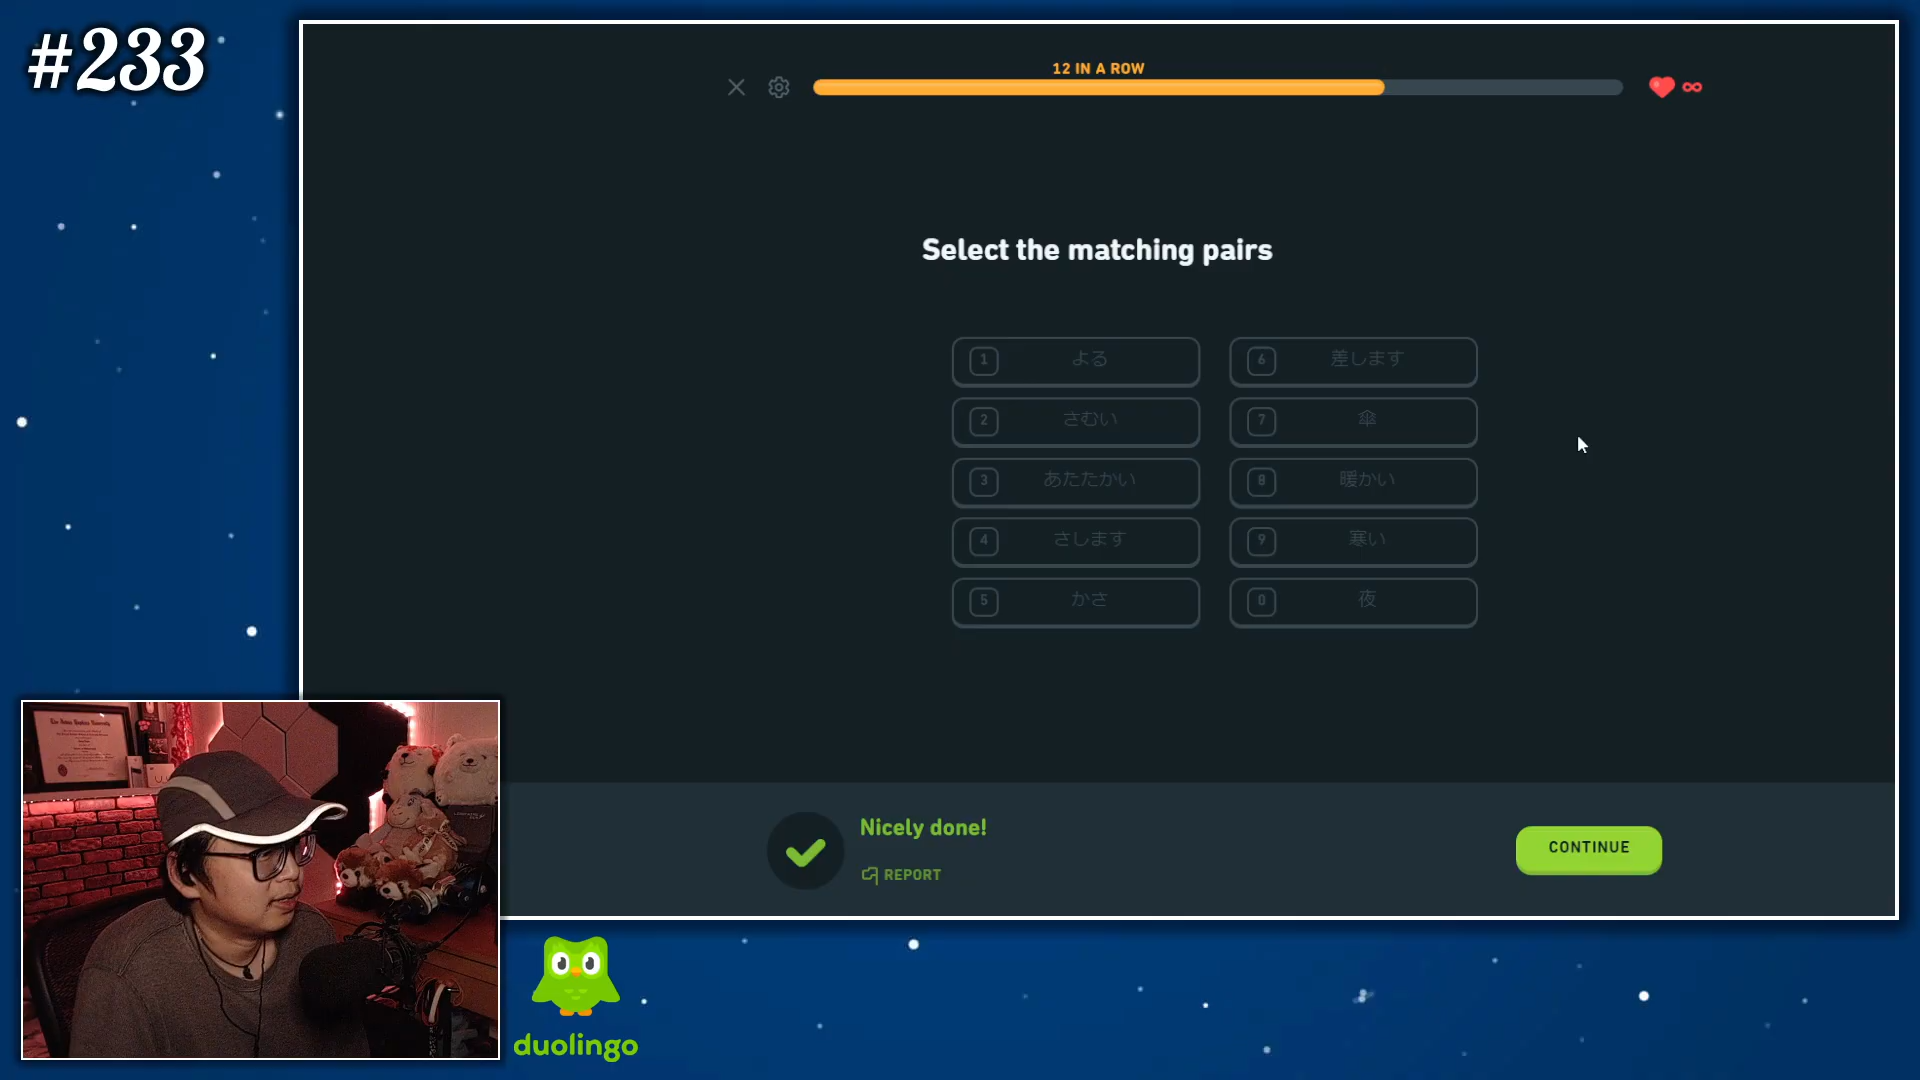 #233
12 IN A ROW
Select the matching pairs
1 よる
6 差します
2 さむい
7 傘
3 あたたかい
8 暖かい
4 さします
9 寒い
5 かさ
0 夜
Nicely done!
REPORT
CONTINUE
duolingo